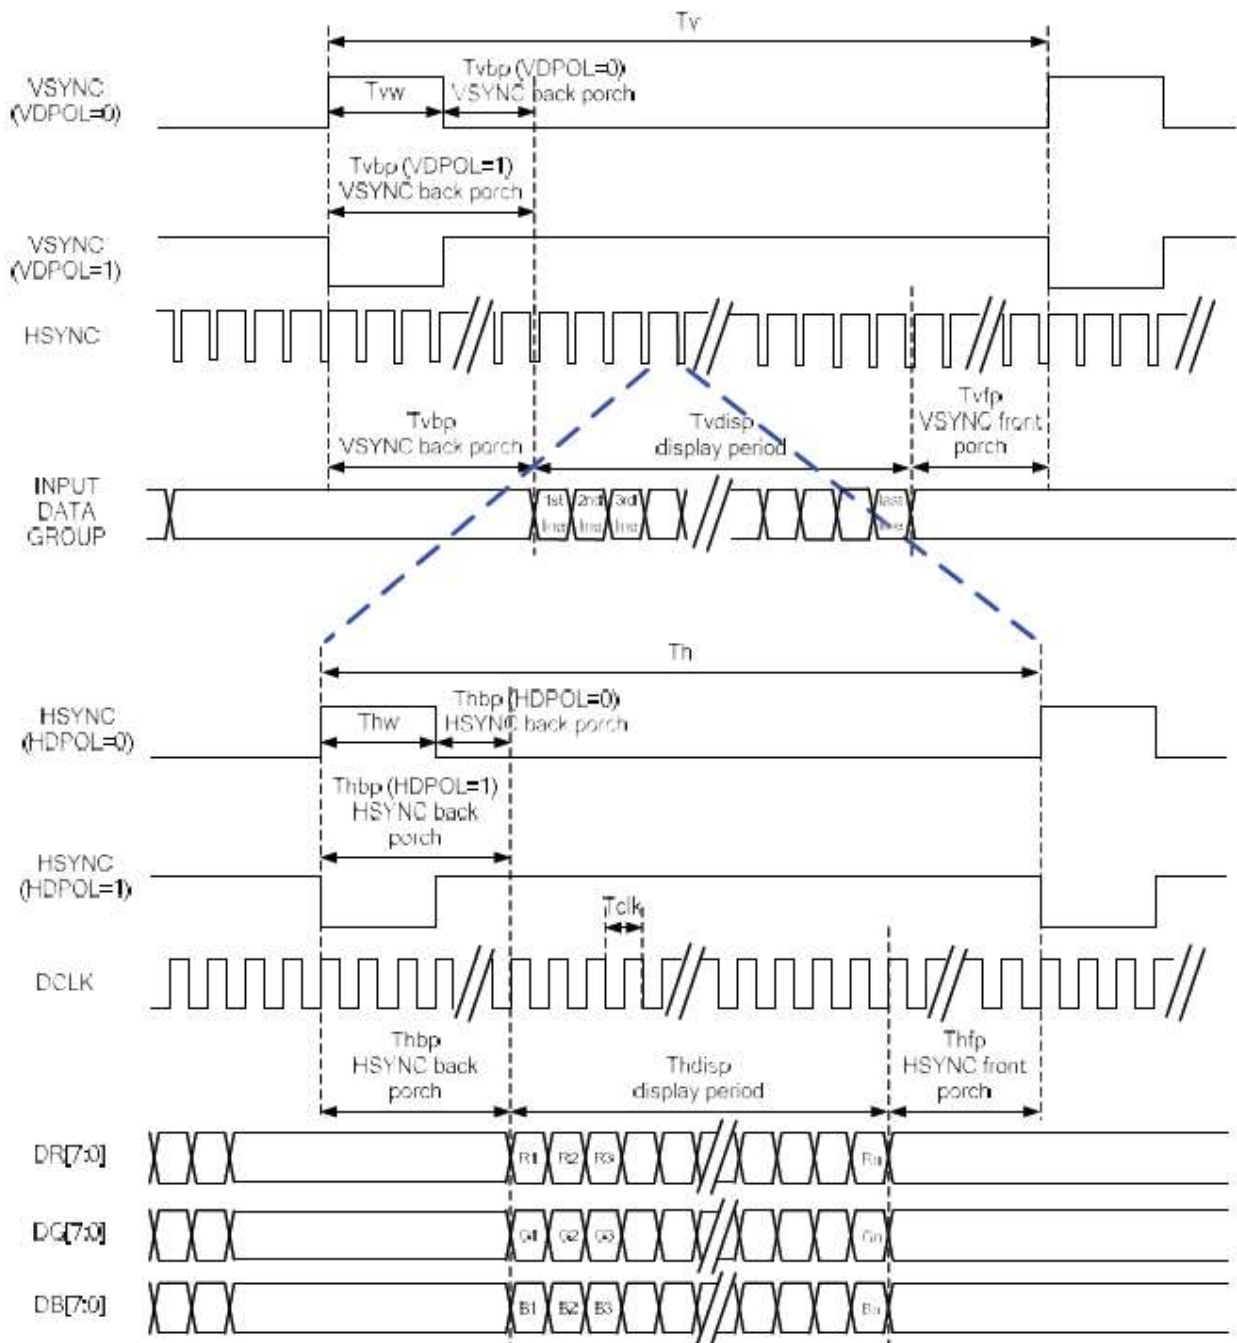 Tv
VSYNC
(VDPOL=0)
Tvw
Tvbp (VDPOL=0)
VSYNC back porch
Tvbp (VDPOL=1)
VSYNC back porch
VSYNC
(VDPOL=1)
HSYNC
Tvbp
VSYNC back porch
Tvdisp
display period
Tvfp
VSYNC front
porch
INPUT
DATA
GROUP
1st
line
2nd
line
3rd
line
last
line
Th
HSYNC
(HDPOL=0)
Thw
Thbp (HDPOL=0)
HSYNC back porch
Thbp (HDPOL=1)
HSYNC back
porch
HSYNC
(HDPOL=1)
Tclk
DCLK
Thbp
HSYNC back
porch
Thdisp
display period
Thfp
HSYNC front
porch
DR[7:0]
R1
R2
R3
Rn
DG[7:0]
G1
G2
G3
Gn
DB[7:0]
B1
B2
B3
Bn